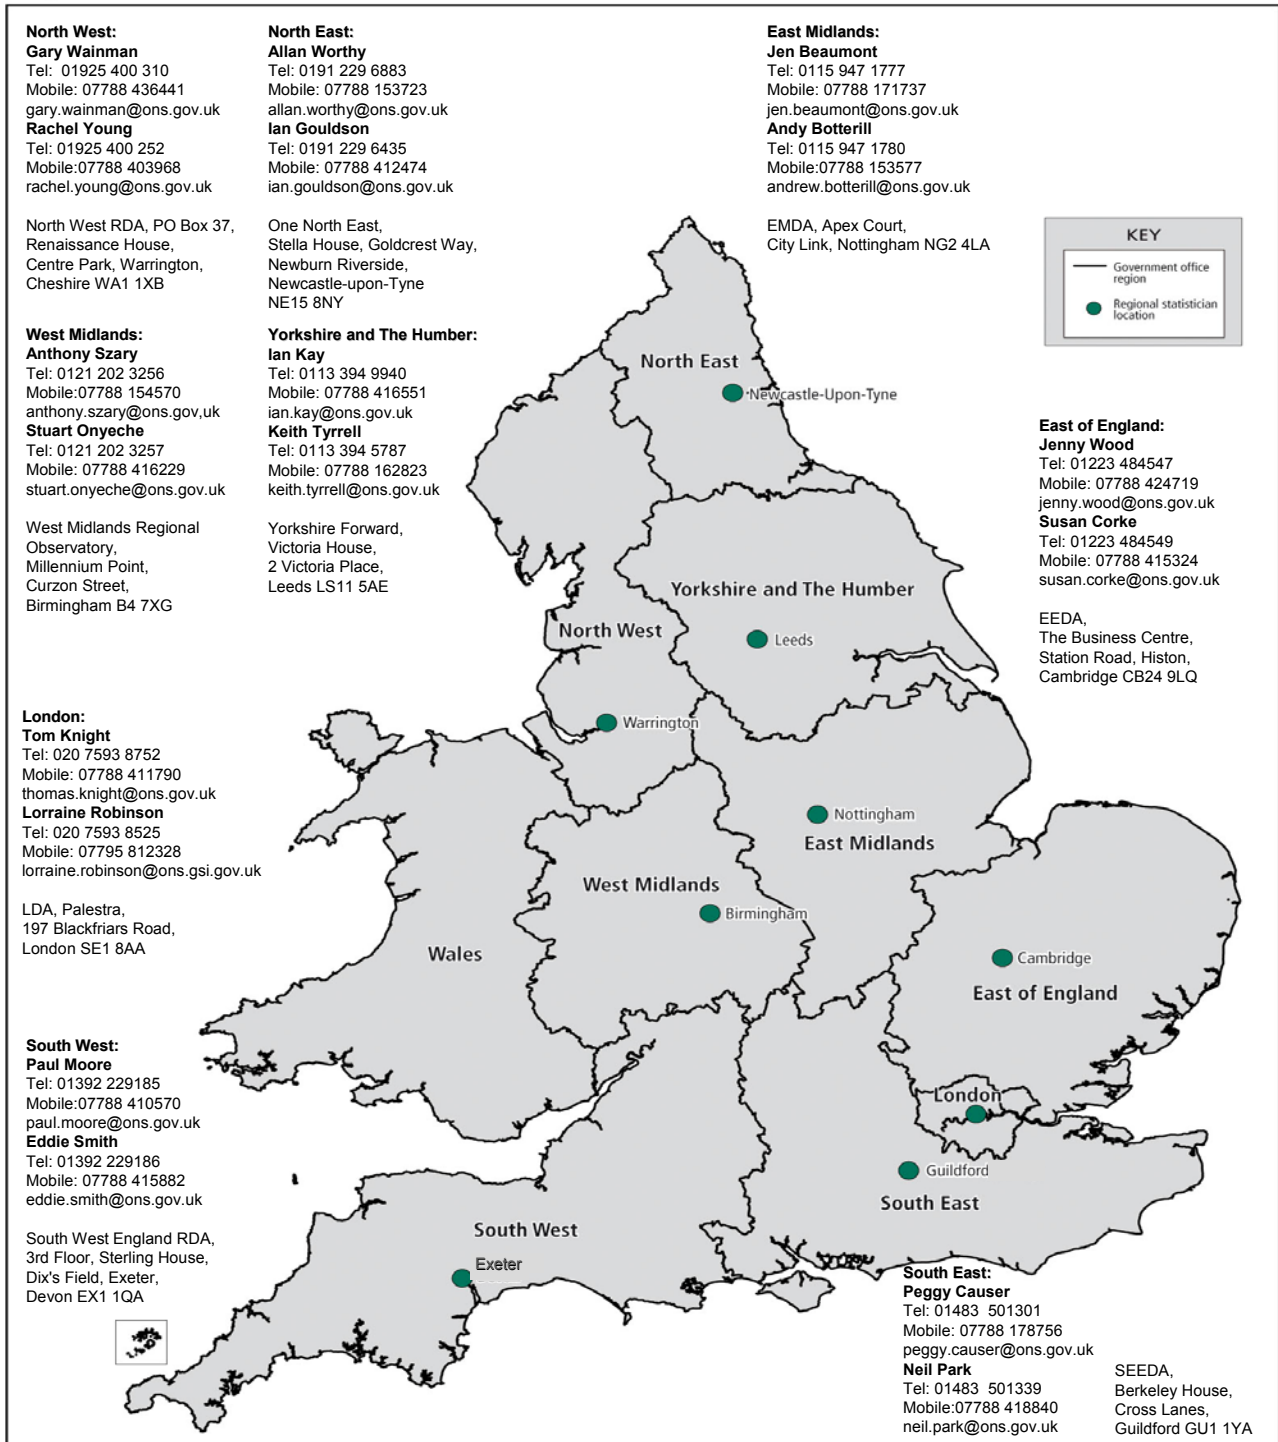 North West:
Gary Wainman
Tel:  01925 400 310
Mobile: 07788 436441
gary.wainman@ons.gov.uk
Rachel Young
Tel: 01925 400 252
Mobile:07788 403968
rachel.young@ons.gov.uk
North West RDA, PO Box 37,
Renaissance House,
Centre Park, Warrington,
Cheshire WA1 1XB
North East:
Allan Worthy
Tel: 0191 229 6883
Mobile: 07788 153723
allan.worthy@ons.gov.uk
Ian Gouldson
Tel: 0191 229 6435
Mobile: 07788 412474
ian.gouldson@ons.gov.uk
One North East,
Stella House, Goldcrest Way,
Newburn Riverside,
Newcastle-upon-Tyne
NE15 8NY
East Midlands:
Jen Beaumont
Tel: 0115 947 1777
Mobile: 07788 171737
jen.beaumont@ons.gov.uk
Andy Botterill
Tel: 0115 947 1780
Mobile:07788 153577
andrew.botterill@ons.gov.uk
EMDA, Apex Court,
City Link, Nottingham NG2 4LA
KEY
Government office
region
Regional statistician
location
West Midlands:
Anthony Szary
Tel: 0121 202 3256
Mobile:07788 154570
anthony.szary@ons.gov,uk
Stuart Onyeche
Tel: 0121 202 3257
Mobile: 07788 416229
stuart.onyeche@ons.gov.uk
West Midlands Regional
Observatory,
Millennium Point,
Curzon Street,
Birmingham B4 7XG
Yorkshire and The Humber:
Ian Kay
Tel: 0113 394 9940
Mobile: 07788 416551
ian.kay@ons.gov.uk
Keith Tyrrell
Tel: 0113 394 5787
Mobile: 07788 162823
keith.tyrrell@ons.gov.uk
Yorkshire Forward,
Victoria House,
2 Victoria Place,
Leeds LS11 5AE
East of England:
Jenny Wood
Tel: 01223 484547
Mobile: 07788 424719
jenny.wood@ons.gov.uk
Susan Corke
Tel: 01223 484549
Mobile: 07788 415324
susan.corke@ons.gov.uk
EEDA,
The Business Centre,
Station Road, Histon,
Cambridge CB24 9LQ
London:
Tom Knight
Tel: 020 7593 8752
Mobile: 07788 411790
thomas.knight@ons.gov.uk
Lorraine Robinson
Tel: 020 7593 8525
Mobile: 07795 812328
lorraine.robinson@ons.gsi.gov.uk
LDA, Palestra,
197 Blackfriars Road,
London SE1 8AA
South West:
Paul Moore
Tel: 01392 229185
Mobile:07788 410570
paul.moore@ons.gov.uk
Eddie Smith
Tel: 01392 229186
Mobile: 07788 415882
eddie.smith@ons.gov.uk
South West England RDA,
3rd Floor, Sterling House,
Dix's Field, Exeter,
Devon EX1 1QA
North East
Newcastle-Upon-Tyne
Yorkshire and The Humber
North West
Leeds
Warrington
Nottingham
East Midlands
West Midlands
Birmingham
Wales
Cambridge
East of England
London
Guildford
South East
South West
Exeter
South East:
Peggy Causer
Tel: 01483  501301
Mobile: 07788 178756
peggy.causer@ons.gov.uk
Neil Park
Tel: 01483  501339
Mobile:07788 418840
neil.park@ons.gov.uk
SEEDA,
Berkeley House,
Cross Lanes,
Guildford GU1 1YA